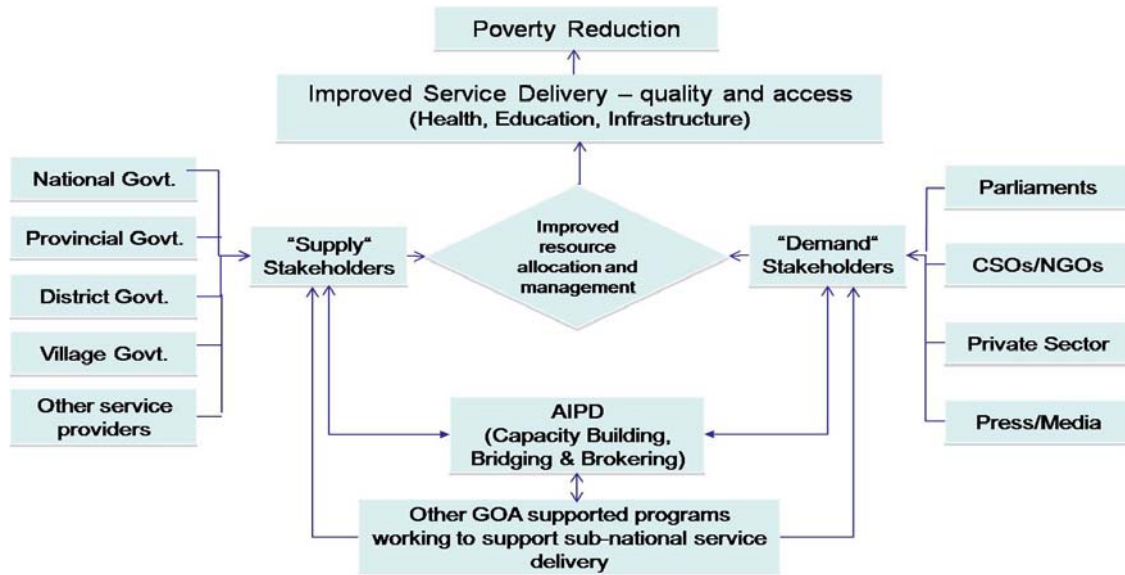 Poverty Reduction
Improved Service Delivery – quality and access
(Health, Education, Infrastructure)
National Govt.
Provincial Govt.
District Govt.
Village Govt.
Other service
providers
"Supply"
Stakeholders
Improved
resource
allocation and
management
"Demand"
Stakeholders
Parliaments
CSOs/NGOs
Private Sector
Press/Media
AIPD
(Capacity Building,
Bridging & Brokering)
Other GOA supported programs
working to support sub-national service
delivery